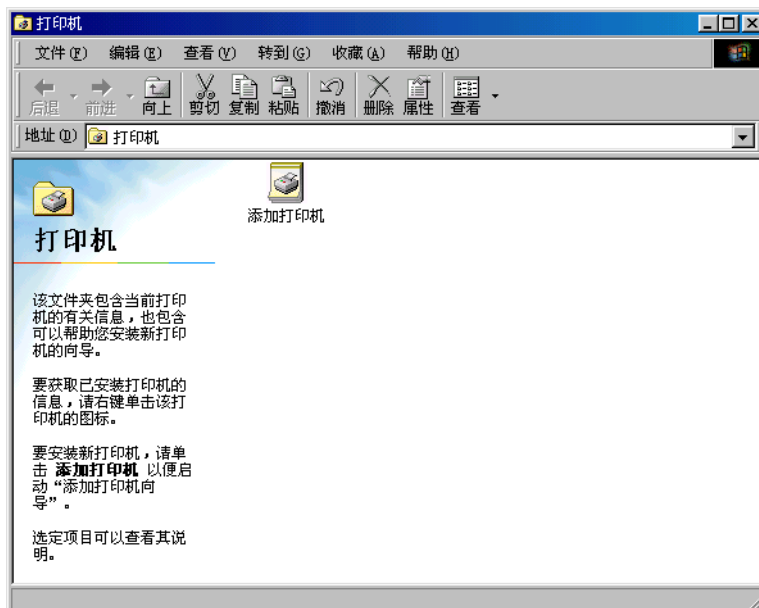 打印机
文件(F) 编辑(E) 查看(V) 转到(G) 收藏(A) 帮助(H)
后退 前进 向上 剪切 复制 粘贴 撤消 删除 属性 查看
地址(D) 打印机
添加打印机
打印机
该文件夹包含当前打印
机的有关信息，也包含
可以帮助您安装新打印
机的向导。
要获取已安装打印机的
信息，请右键单击该打
印机的图标。
要安装新打印机，请单
击 添加打印机 以便启
动“添加打印机向
导”。
选定项目可以查看其说
明。